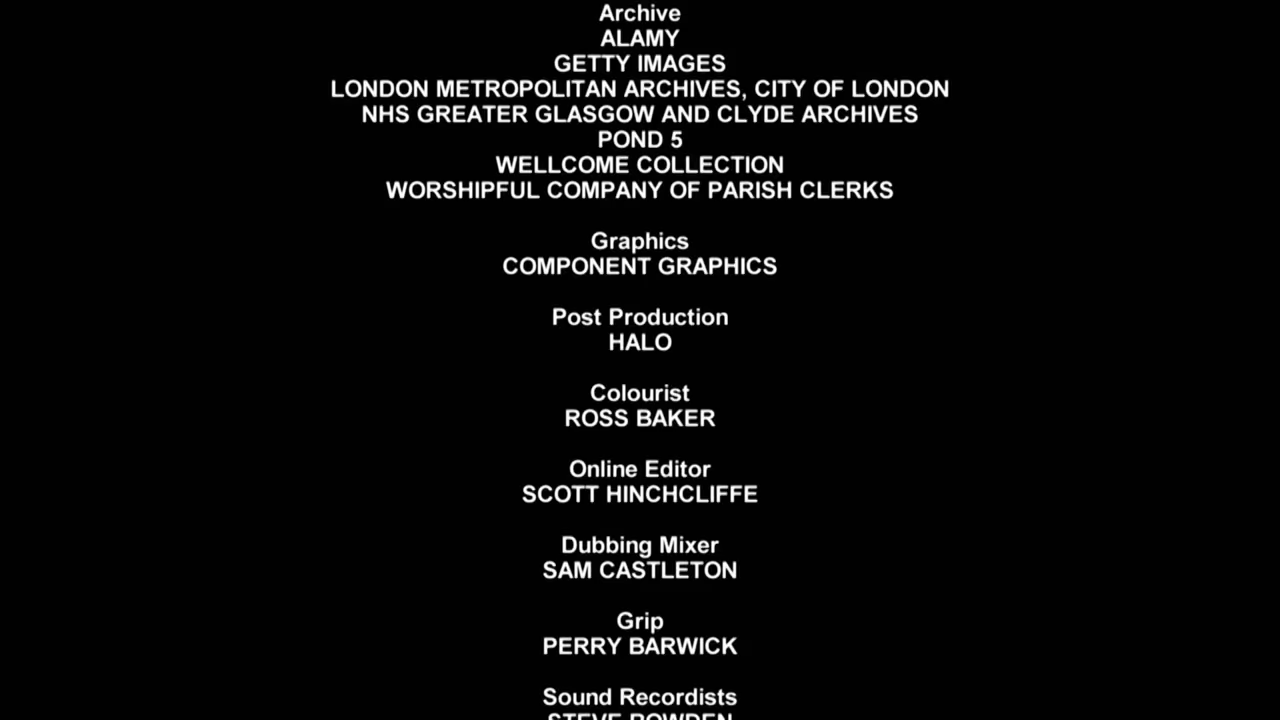 Archive
ALAMY
GETTY IMAGES
LONDON METROPOLITAN ARCHIVES, CITY OF LONDON
NHS GREATER GLASGOW AND CLYDE ARCHIVES
POND 5
WELLCOME COLLECTION
WORSHIPFUL COMPANY OF PARISH CLERKS
Graphics
COMPONENT GRAPHICS
Post Production
HALO
Colourist
ROSS BAKER
Online Editor
SCOTT HINCHCLIFFE
Dubbing Mixer
SAM CASTLETON
Grip
PERRY BARWICK
Sound Recordists
STEVE BOWDEN